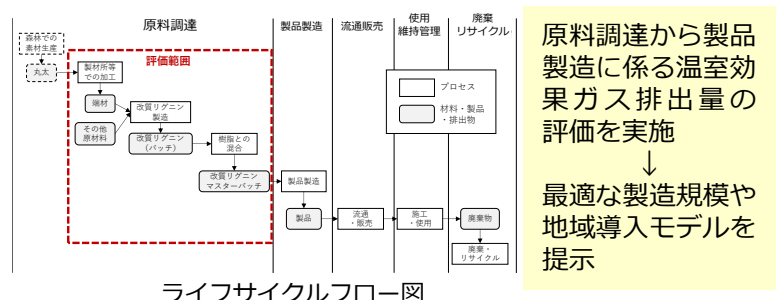 原料調達
製品製造
流通販売
使用
維持管理
廃棄
リサイクル
森林での
素材生産
丸太
評価範囲
製材所等
での加工
端材
その他
原材料
改質リグニン
製造
改質リグニン
(バッチ)
樹脂との
混合
改質リグニン
マスターバッチ
製品製造
製品
流通
・販売
施工
・使用
廃棄物
廃棄・
リサイクル
プロセス
材料・製品
・排出物
ライフサイクルフロー図
原料調達から製品
製造に係る温室効
果ガス排出量の
評価を実施
↓
最適な製造規模や
地域導入モデルを
提示